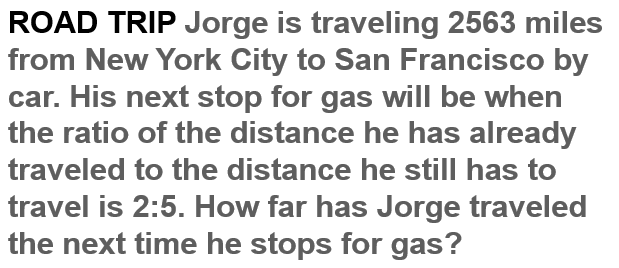 ROAD TRIP Jorge is traveling 2563 miles
from New York City to San Francisco by
car. His next stop for gas will be when
the ratio of the distance he has already
traveled to the distance he still has to
travel is 2:5. How far has Jorge traveled
the next time he stops for gas?